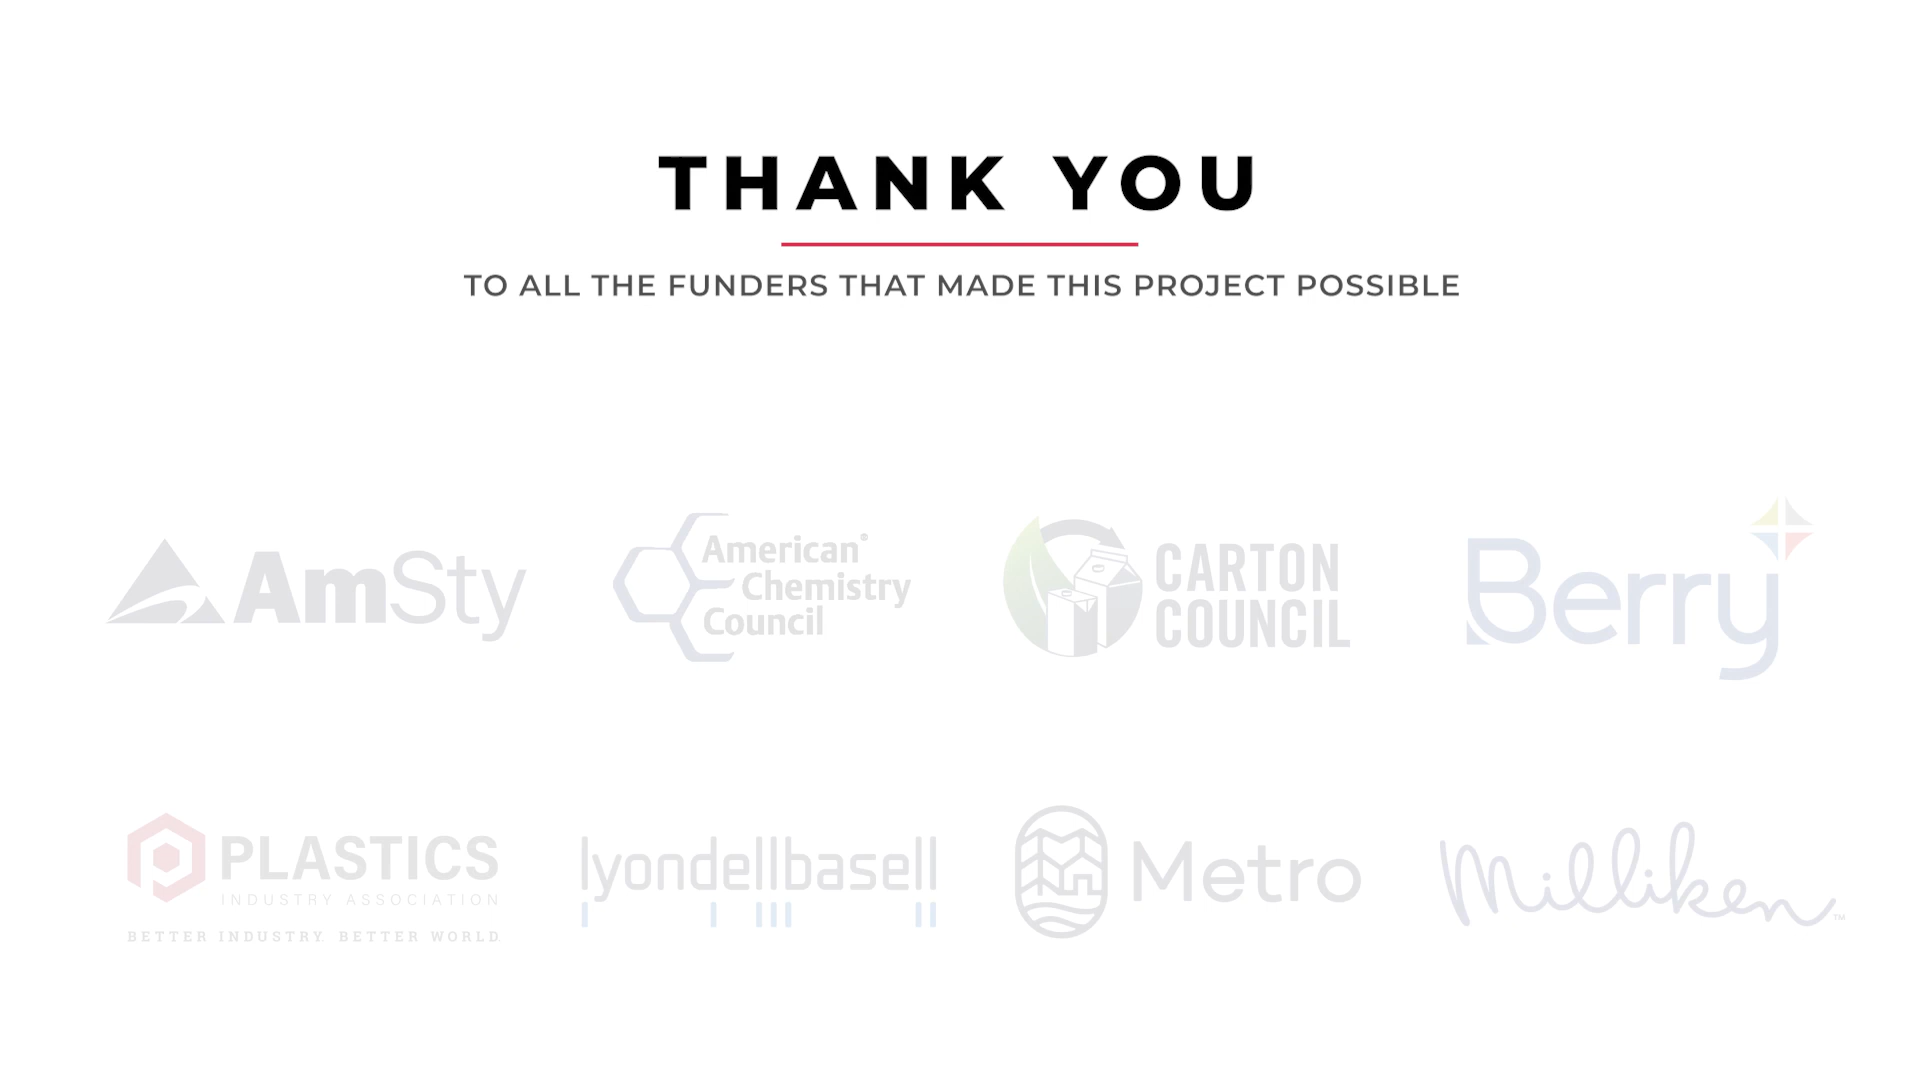 THANK YOU
TO ALL THE FUNDERS THAT MADE THIS PROJECT POSSIBLE
AmSty
American®
Chemistry
Council
CARTON
COUNCIL
Berry
PLASTICS
INDUSTRY ASSOCIATION
BETTER INDUSTRY. BETTER WORLD.
lyondellbasell
Metro
Milliken™